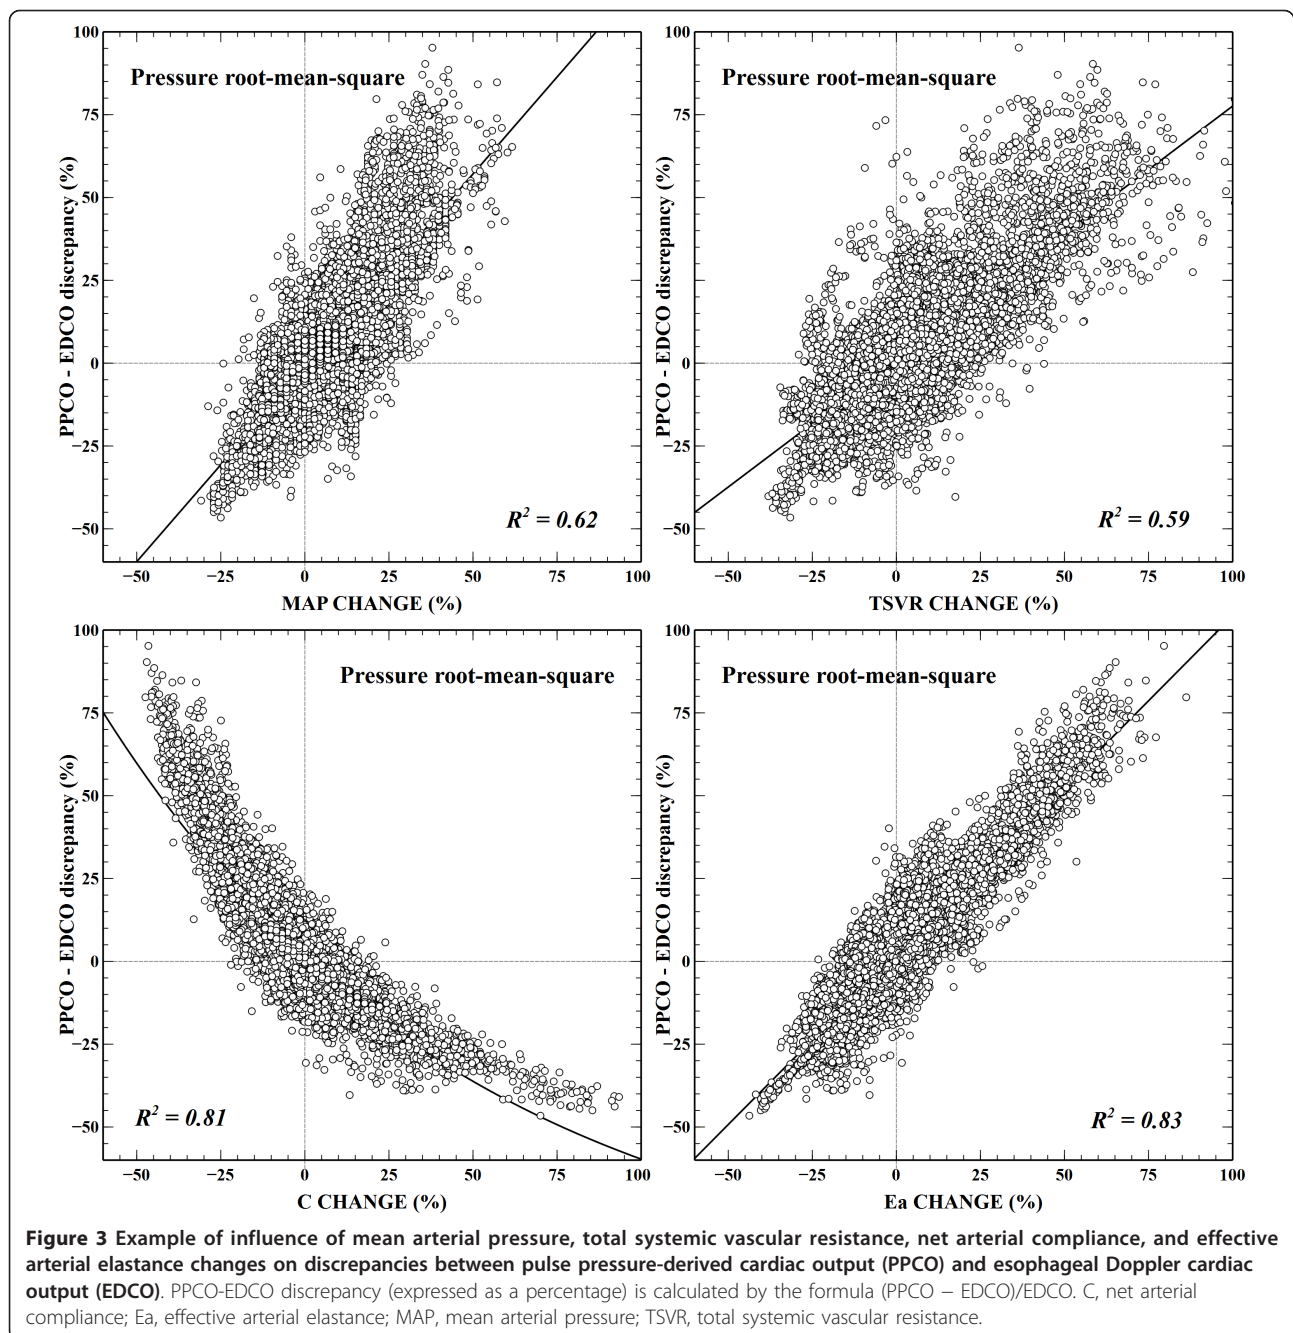 100
75
50
25
0
−25
−50
PPCO - EDCO discrepancy (%)
Pressure root-mean-square
R² = 0.62
−50 −25 0 25 50 75 100
MAP CHANGE (%)
100
75
50
25
0
−25
−50
PPCO - EDCO discrepancy (%)
Pressure root-mean-square
R² = 0.59
−50 −25 0 25 50 75 100
TSVR CHANGE (%)
100
75
50
25
0
−25
−50
PPCO - EDCO discrepancy (%)
Pressure root-mean-square
R² = 0.81
−50 −25 0 25 50 75 100
C CHANGE (%)
100
75
50
25
0
−25
−50
PPCO - EDCO discrepancy (%)
Pressure root-mean-square
R² = 0.83
−50 −25 0 25 50 75 100
Ea CHANGE (%)
Figure 3 Example of influence of mean arterial pressure, total systemic vascular resistance, net arterial compliance, and effective
arterial elastance changes on discrepancies between pulse pressure-derived cardiac output (PPCO) and esophageal Doppler cardiac
output (EDCO). PPCO-EDCO discrepancy (expressed as a percentage) is calculated by the formula (PPCO − EDCO)/EDCO. C, net arterial
compliance; Ea, effective arterial elastance; MAP, mean arterial pressure; TSVR, total systemic vascular resistance.